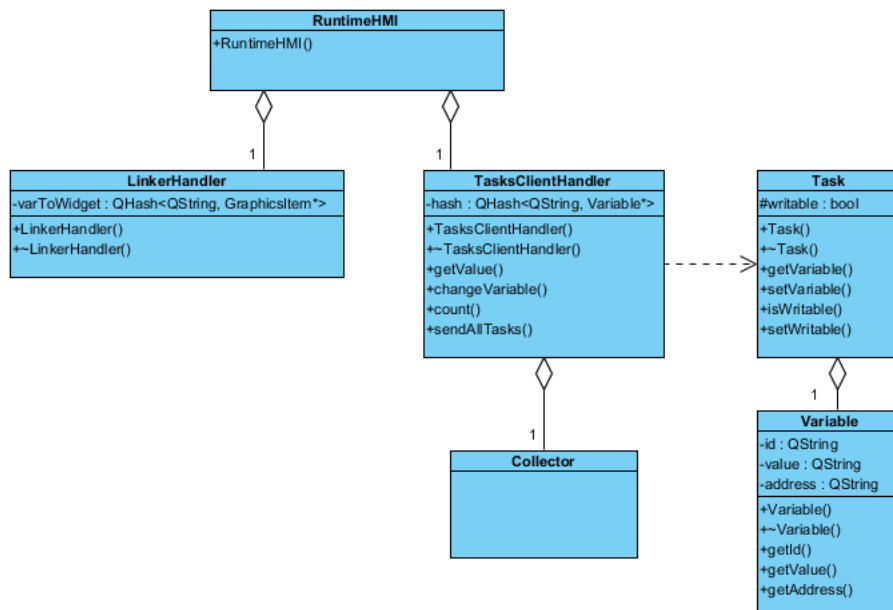 RuntimeHMI
+RuntimeHMI()
1
1
LinkerHandler
-varToWidget : QHash<QString, GraphicsItem*>
+LinkerHandler()
+~LinkerHandler()
TasksClientHandler
-hash : QHash<QString, Variable*>
+TasksClientHandler()
+~TasksClientHandler()
+getValue()
+changeVariable()
+count()
+sendAllTasks()
Task
#writable : bool
+Task()
+~Task()
+getVariable()
+setVariable()
+isWritable()
+setWritable()
1
1
Collector
Variable
-id : QString
-value : QString
-address : QString
+Variable()
+~Variable()
+getId()
+getValue()
+getAddress()